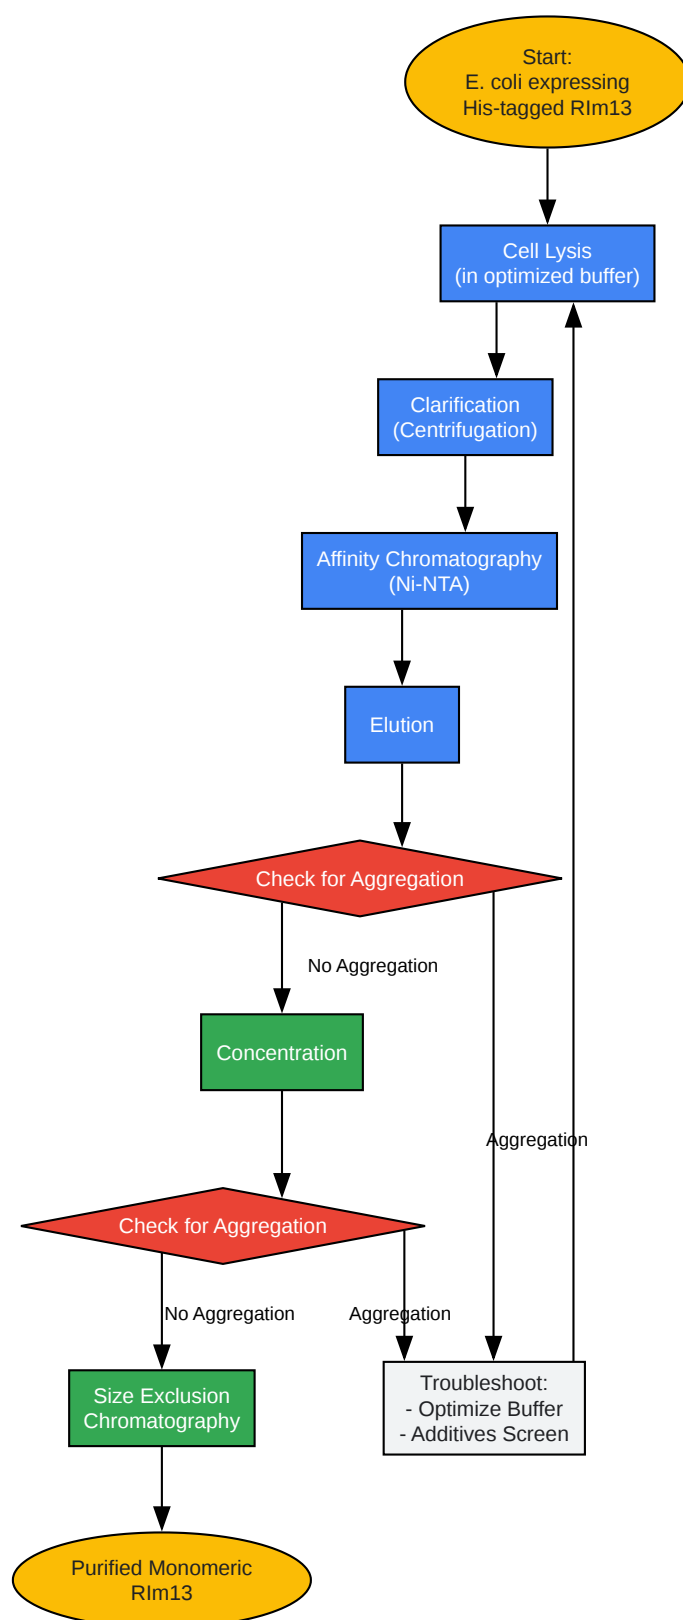 Start:
E. coli expressing
His-tagged RIm13
Cell Lysis
(in optimized buffer)
Clarification
(Centrifugation)
Affinity Chromatography
(Ni-NTA)
Elution
Check for Aggregation
No Aggregation
Concentration
Aggregation
Check for Aggregation
No Aggregation
Aggregation
Size Exclusion
Chromatography
Troubleshoot:
- Optimize Buffer
- Additives Screen
Purified Monomeric
RIm13